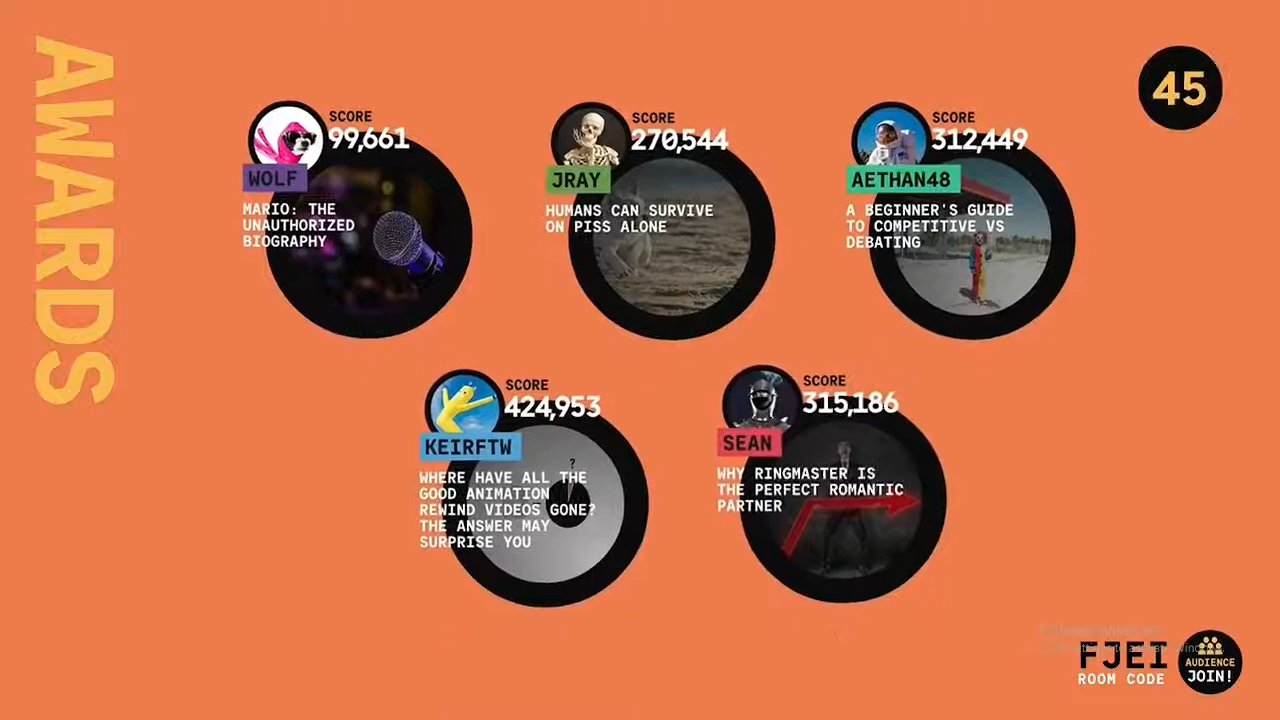 AWARDS
45
SCORE
99,661
WOLF
MARIO: THE
UNAUTHORIZED
BIOGRAPHY
SCORE
270,544
JRAY
HUMANS CAN SURVIVE
ON PISS ALONE
SCORE
312,449
AETHAN48
A BEGINNER'S GUIDE
TO COMPETITIVE VS
DEBATING
SCORE
424,953
KEIRFTW
?
WHERE HAVE ALL THE
GOOD ANIMATION
REWIND VIDEOS GONE?
THE ANSWER MAY
SURPRISE YOU
SCORE
315,186
SEAN
WHY RINGMASTER IS
THE PERFECT ROMANTIC
PARTNER
FJEI
ROOM CODE
AUDIENCE
JOIN!